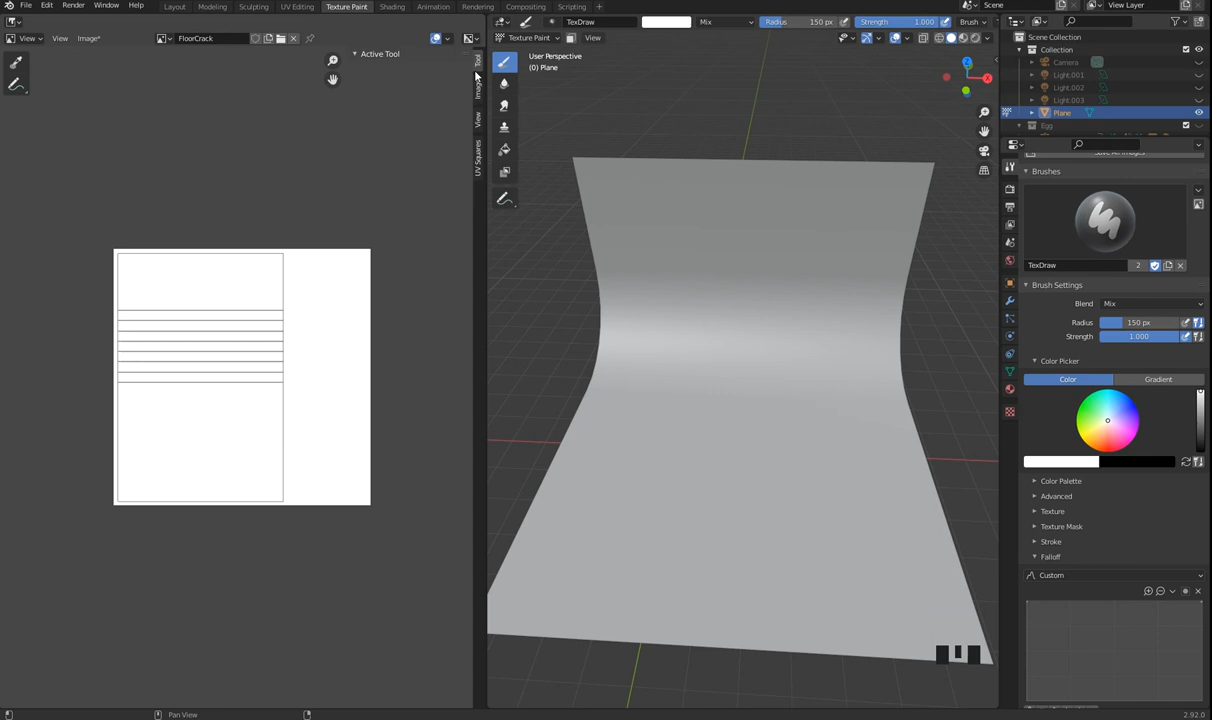 File Edit Render Window Help Layout Modeling Sculpting UV Editing Texture Paint Shading Animation Rendering Compositing Scripting + Scene View Layer
TexDraw Mix Radius 150 px Strength 1.000 Brush
View View Image* FloorCrack Texture Paint View
Active Tool
Tool
Image
View
UV Squares
User Perspective
(0) Plane
Z
X
Scene Collection
Collection
Camera
Light.001
Light.002
Light.003
Plane
Egg
Save All Images
Brushes
TexDraw 2
Brush Settings
Blend Mix
Radius 150 px
Strength 1.000
Color Picker
Color Gradient
Color Palette
Advanced
Texture
Texture Mask
Stroke
Falloff
Custom
Pan View
2.92.0